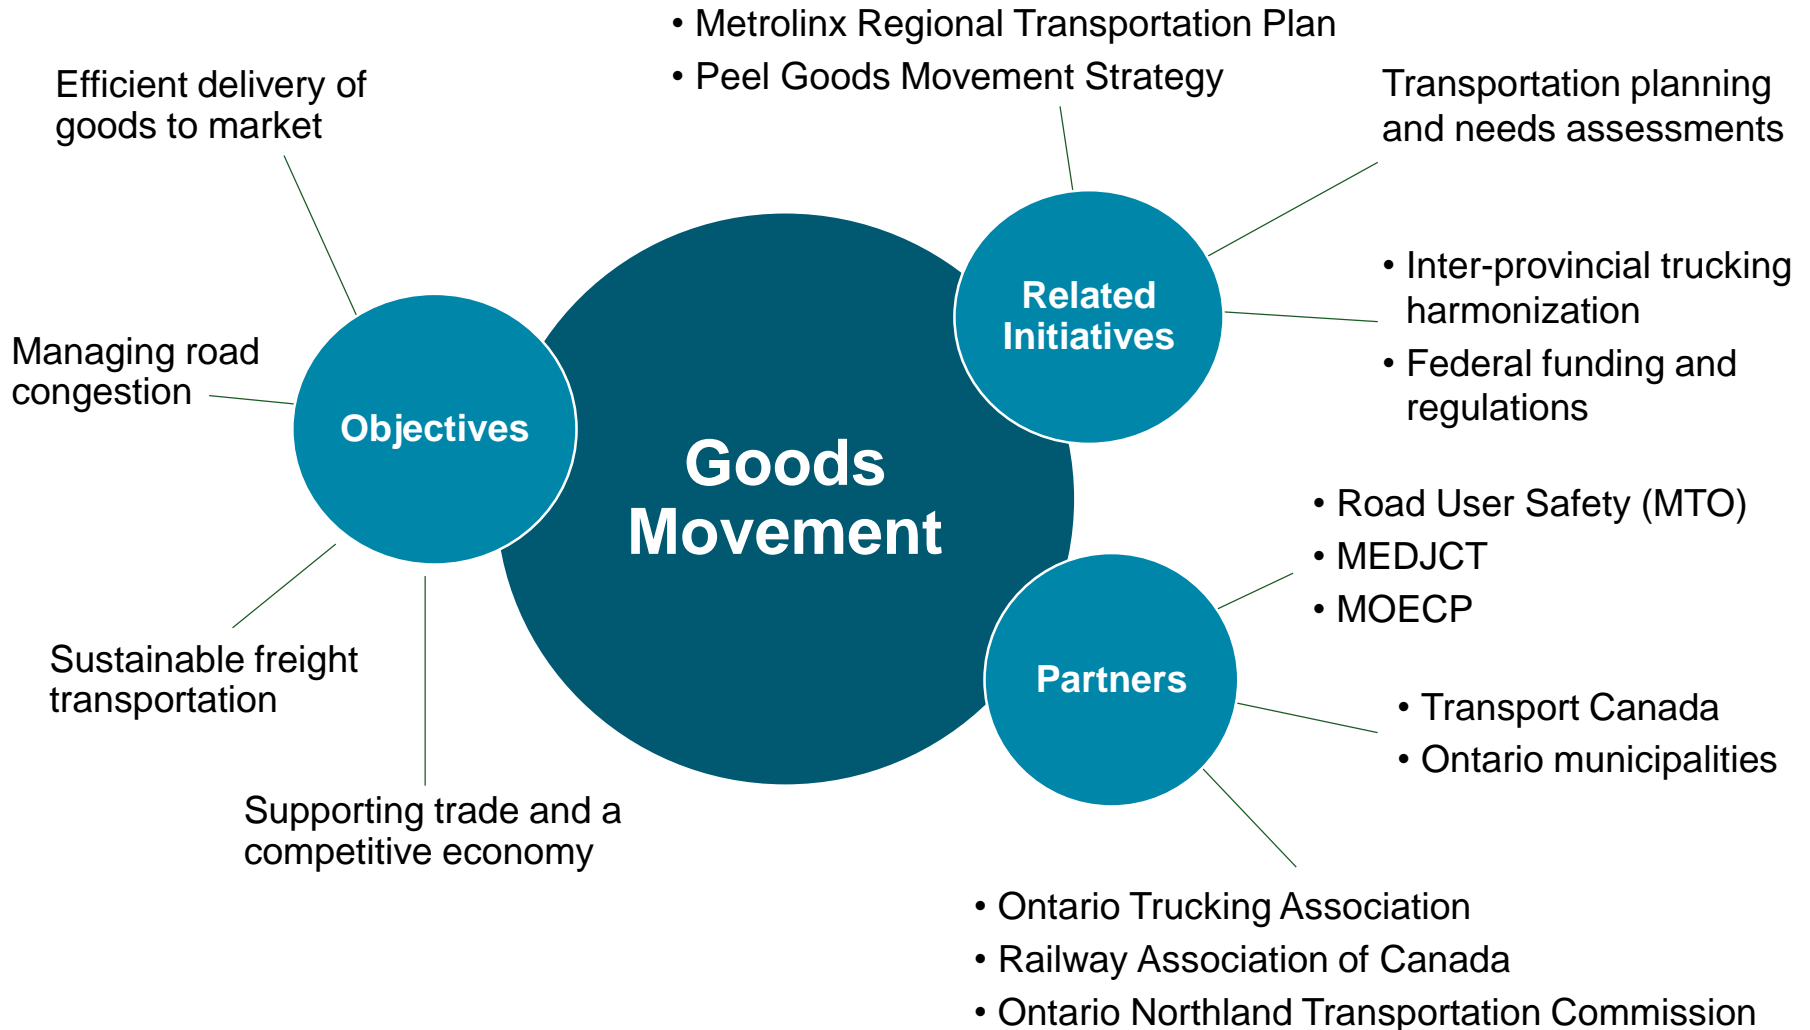 • Metrolinx Regional Transportation Plan
• Peel Goods Movement Strategy
Efficient delivery of
goods to market
Transportation planning
and needs assessments
Related
Initiatives
• Inter-provincial trucking
harmonization
• Federal funding and
regulations
Managing road
congestion
Objectives
Goods
Movement
• Road User Safety (MTO)
• MEDJCT
• MOECP
Partners
Sustainable freight
transportation
• Transport Canada
• Ontario municipalities
Supporting trade and a
competitive economy
• Ontario Trucking Association
• Railway Association of Canada
• Ontario Northland Transportation Commission